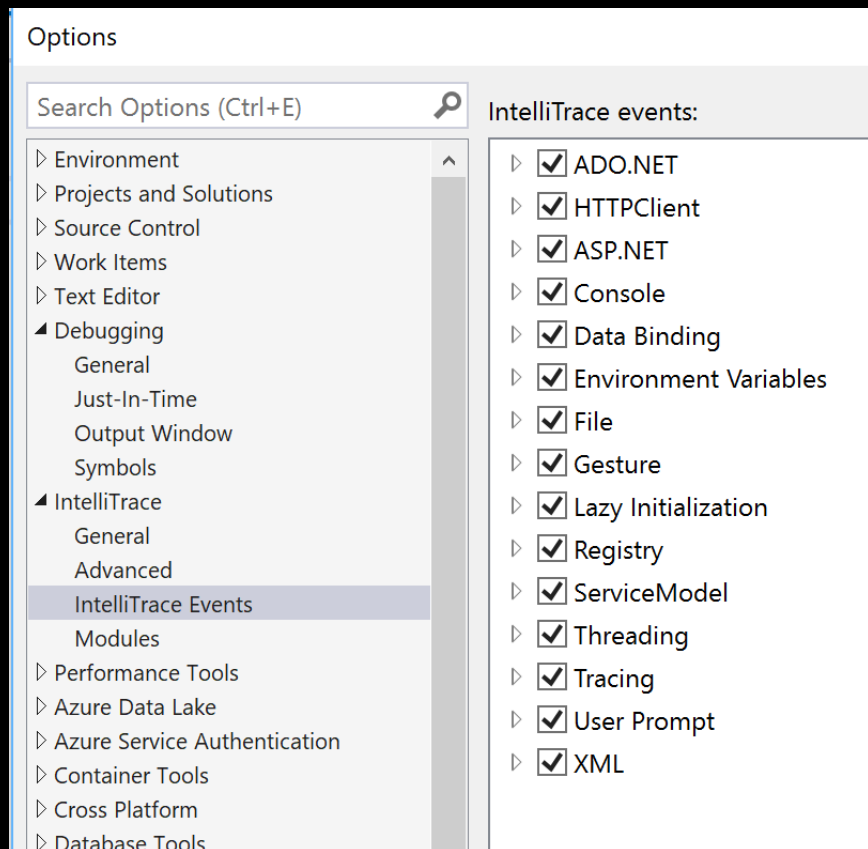 Options
Search Options (Ctrl+E)
Environment
Projects and Solutions
Source Control
Work Items
Text Editor
Debugging
General
Just-In-Time
Output Window
Symbols
IntelliTrace
General
Advanced
IntelliTrace Events
Modules
Performance Tools
Azure Data Lake
Azure Service Authentication
Container Tools
Cross Platform
Database Tools
IntelliTrace events:
ADO.NET
HTTPClient
ASP.NET
Console
Data Binding
Environment Variables
File
Gesture
Lazy Initialization
Registry
ServiceModel
Threading
Tracing
User Prompt
XML